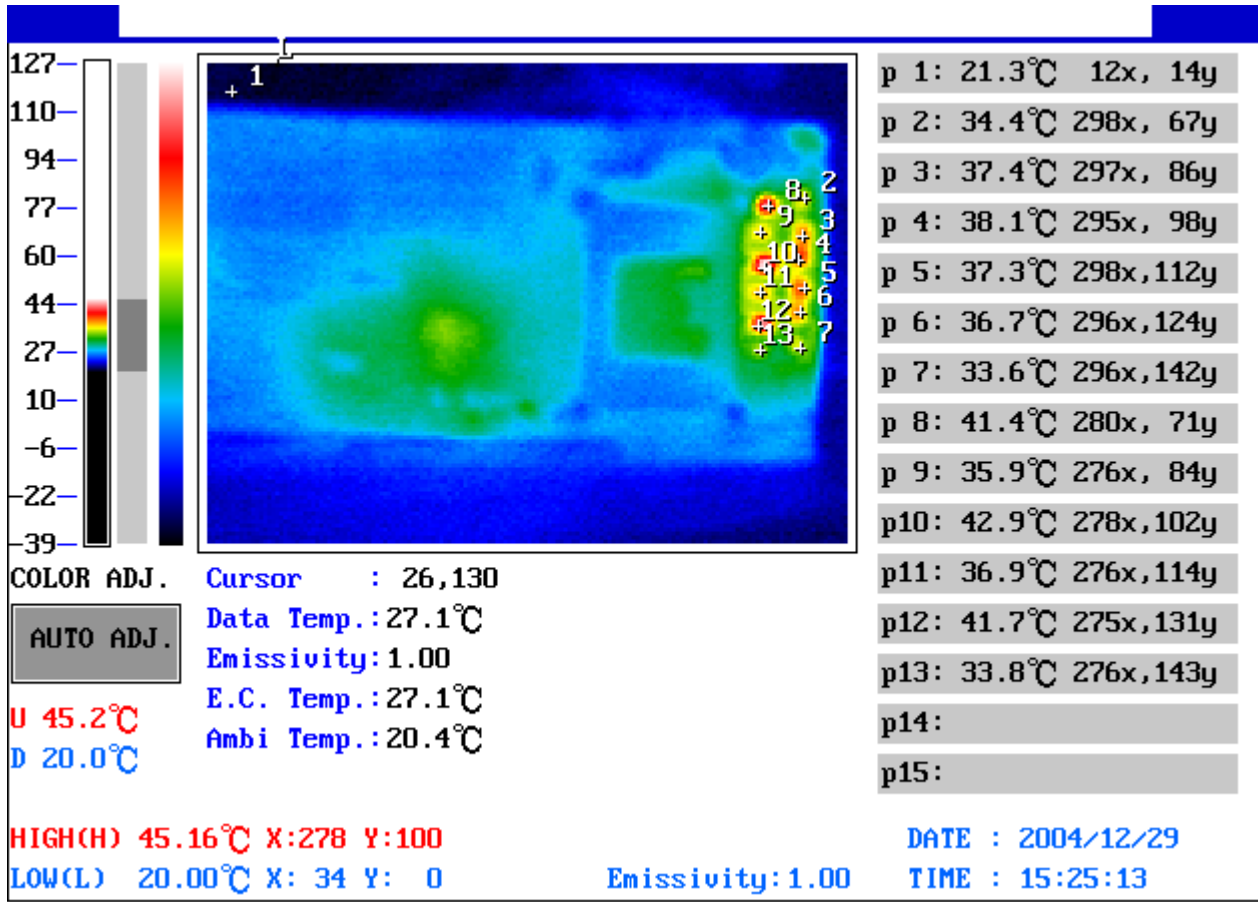 127
110
94
77
60
44
27
10
-6
-22
-39
1
8 2
9 3
10 4
11 5
12 6
13 7
p 1: 21.3℃ 12x, 14y
p 2: 34.4℃ 298x, 67y
p 3: 37.4℃ 297x, 86y
p 4: 38.1℃ 295x, 98y
p 5: 37.3℃ 298x,112y
p 6: 36.7℃ 296x,124y
p 7: 33.6℃ 296x,142y
p 8: 41.4℃ 280x, 71y
p 9: 35.9℃ 276x, 84y
p10: 42.9℃ 278x,102y
p11: 36.9℃ 276x,114y
p12: 41.7℃ 275x,131y
p13: 33.8℃ 276x,143y
p14:
p15:
COLOR ADJ.
AUTO ADJ.
U 45.2℃
D 20.0℃
Cursor : 26,130
Data Temp.:27.1℃
Emissivity:1.00
E.C. Temp.:27.1℃
Ambi Temp.:20.4℃
HIGH(H) 45.16℃ X:278 Y:100
LOW(L) 20.00℃ X: 34 Y: 0
Emissivity:1.00
DATE : 2004/12/29
TIME : 15:25:13